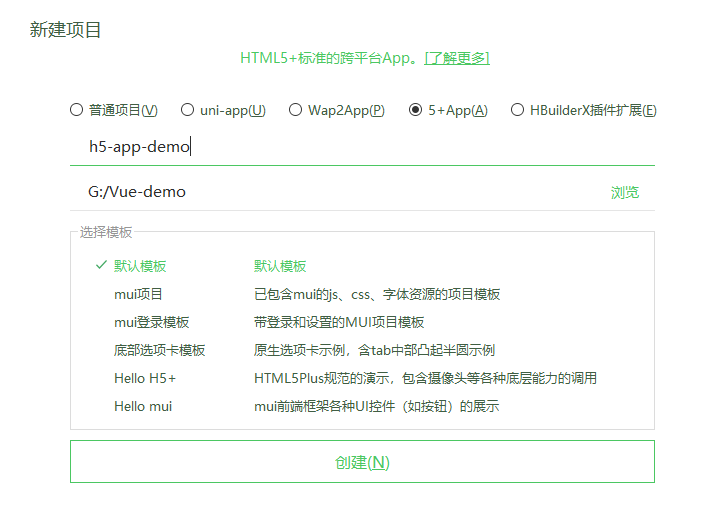 新建项目
HTML5+标准的跨平台App。[了解更多]
普通项目(V) uni-app(U) Wap2App(P) 5+App(A) HBuilderX插件扩展(E)
h5-app-demo
G:/Vue-demo 浏览
选择模板
默认模板 默认模板
mui项目 已包含mui的js、css、字体资源的项目模板
mui登录模板 带登录和设置的MUI项目模板
底部选项卡模板 原生选项卡示例，含tab中部凸起半圆示例
Hello H5+ HTML5Plus规范的演示，包含摄像头等各种底层能力的调用
Hello mui mui前端框架各种UI控件（如按钮）的展示
创建(N)